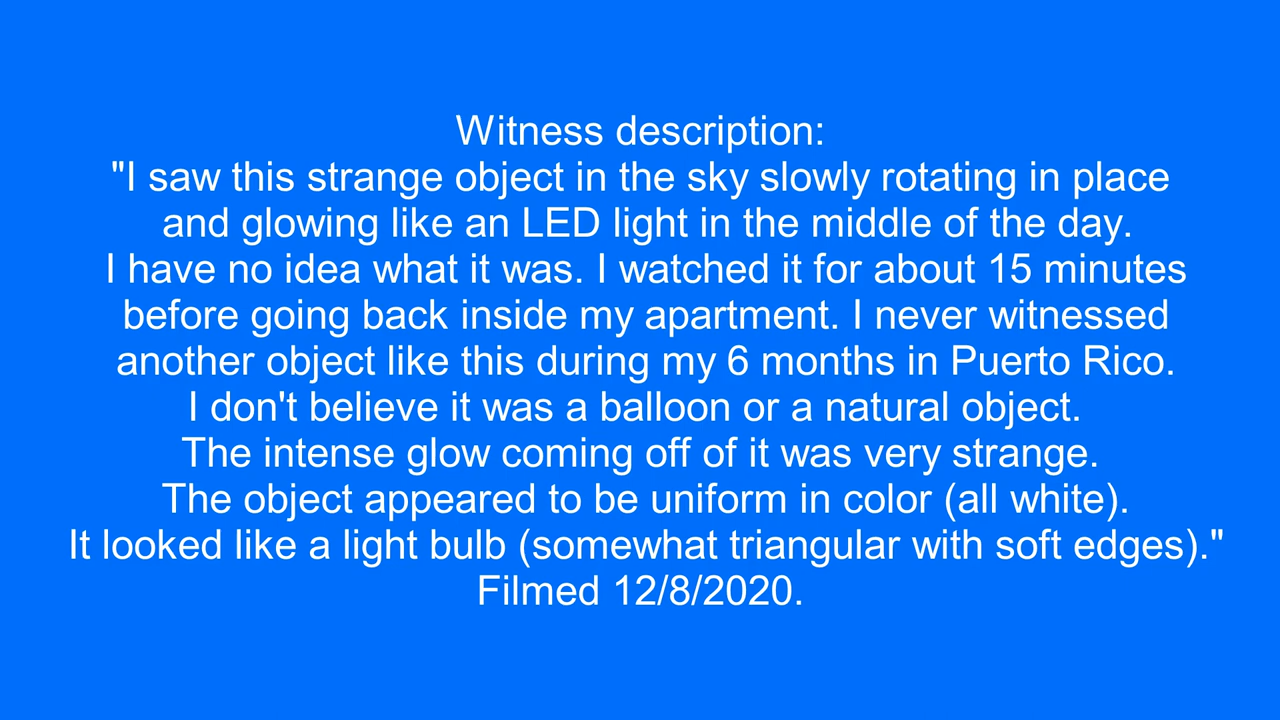 Witness description:
"I saw this strange object in the sky slowly rotating in place
and glowing like an LED light in the middle of the day.
I have no idea what it was. I watched it for about 15 minutes
before going back inside my apartment. I never witnessed
another object like this during my 6 months in Puerto Rico.
I don't believe it was a balloon or a natural object.
The intense glow coming off of it was very strange.
The object appeared to be uniform in color (all white).
It looked like a light bulb (somewhat triangular with soft edges)."
Filmed 12/8/2020.